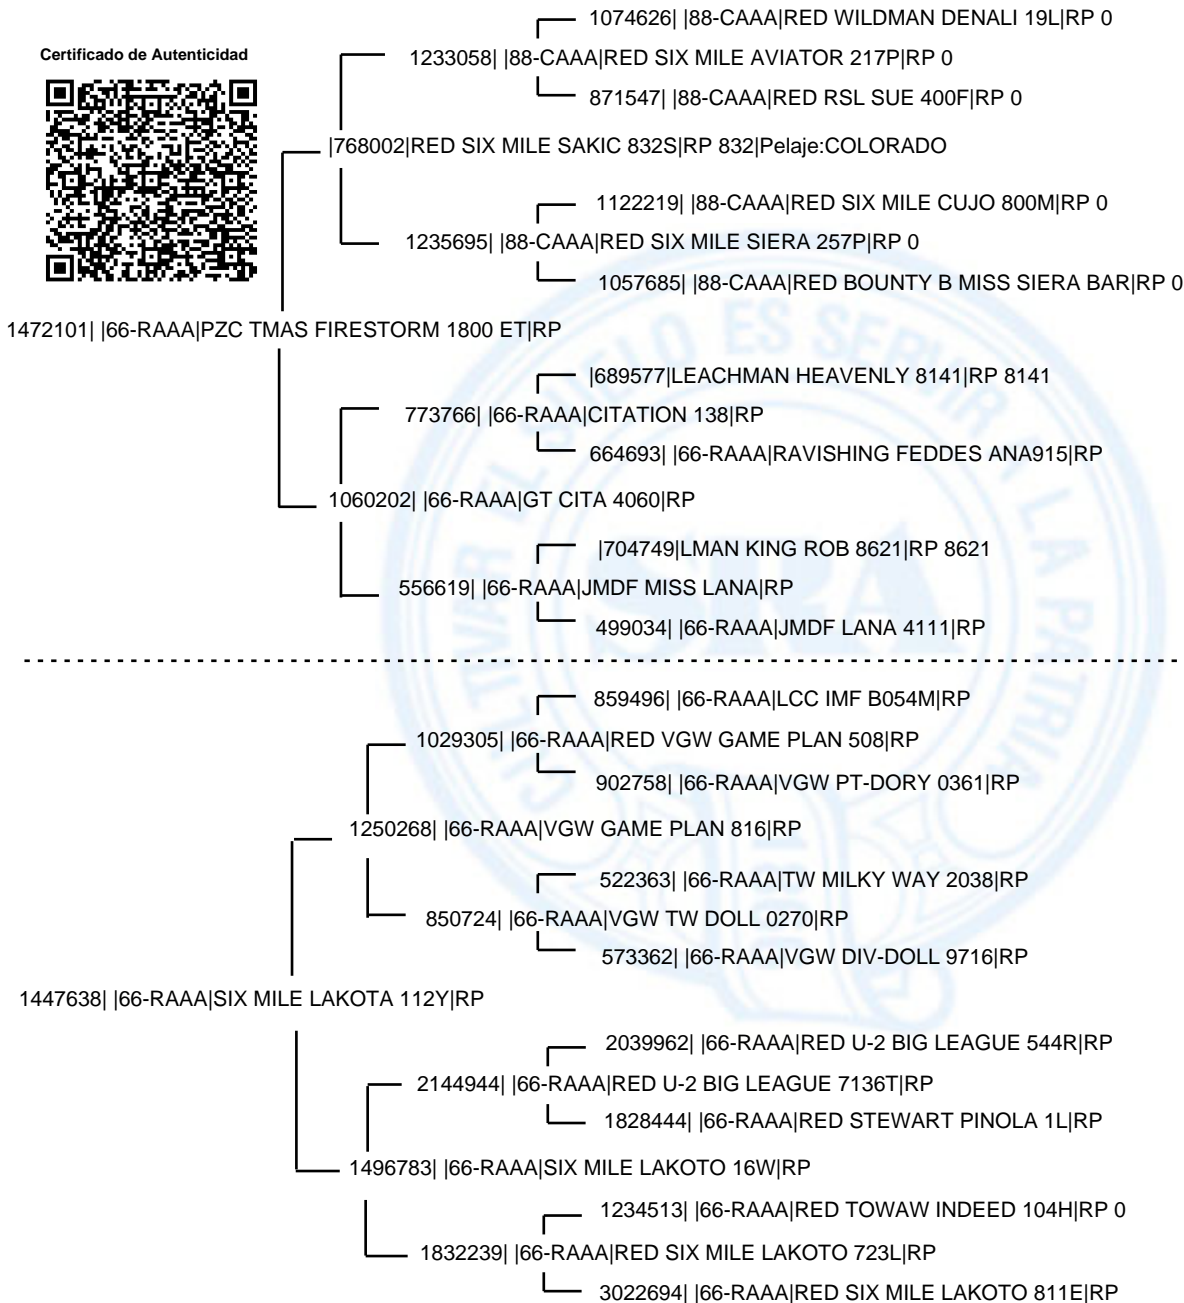 1074626| |88-CAAA|RED WILDMAN DENALI 19L|RP 0
Certificado de Autenticidad
1233058| |88-CAAA|RED SIX MILE AVIATOR 217P|RP 0
871547| |88-CAAA|RED RSL SUE 400F|RP 0
|768002|RED SIX MILE SAKIC 832S|RP 832|Pelaje:COLORADO
1122219| |88-CAAA|RED SIX MILE CUJO 800M|RP 0
1235695| |88-CAAA|RED SIX MILE SIERA 257P|RP 0
1057685| |88-CAAA|RED BOUNTY B MISS SIERA BAR|RP 0
1472101| |66-RAAA|PZC TMAS FIRESTORM 1800 ET|RP
|689577|LEACHMAN HEAVENLY 8141|RP 8141
773766| |66-RAAA|CITATION 138|RP
664693| |66-RAAA|RAVISHING FEDDES ANA915|RP
1060202| |66-RAAA|GT CITA 4060|RP
|704749|LMAN KING ROB 8621|RP 8621
556619| |66-RAAA|JMDF MISS LANA|RP
499034| |66-RAAA|JMDF LANA 4111|RP
859496| |66-RAAA|LCC IMF B054M|RP
1029305| |66-RAAA|RED VGW GAME PLAN 508|RP
902758| |66-RAAA|VGW PT-DORY 0361|RP
1250268| |66-RAAA|VGW GAME PLAN 816|RP
522363| |66-RAAA|TW MILKY WAY 2038|RP
850724| |66-RAAA|VGW TW DOLL 0270|RP
573362| |66-RAAA|VGW DIV-DOLL 9716|RP
1447638| |66-RAAA|SIX MILE LAKOTA 112Y|RP
2039962| |66-RAAA|RED U-2 BIG LEAGUE 544R|RP
2144944| |66-RAAA|RED U-2 BIG LEAGUE 7136T|RP
1828444| |66-RAAA|RED STEWART PINOLA 1L|RP
1496783| |66-RAAA|SIX MILE LAKOTO 16W|RP
1234513| |66-RAAA|RED TOWAW INDEED 104H|RP 0
1832239| |66-RAAA|RED SIX MILE LAKOTO 723L|RP
3022694| |66-RAAA|RED SIX MILE LAKOTO 811E|RP
CULTIVAR EL SUELO ES SERVIR A LA PATRIA
SRA